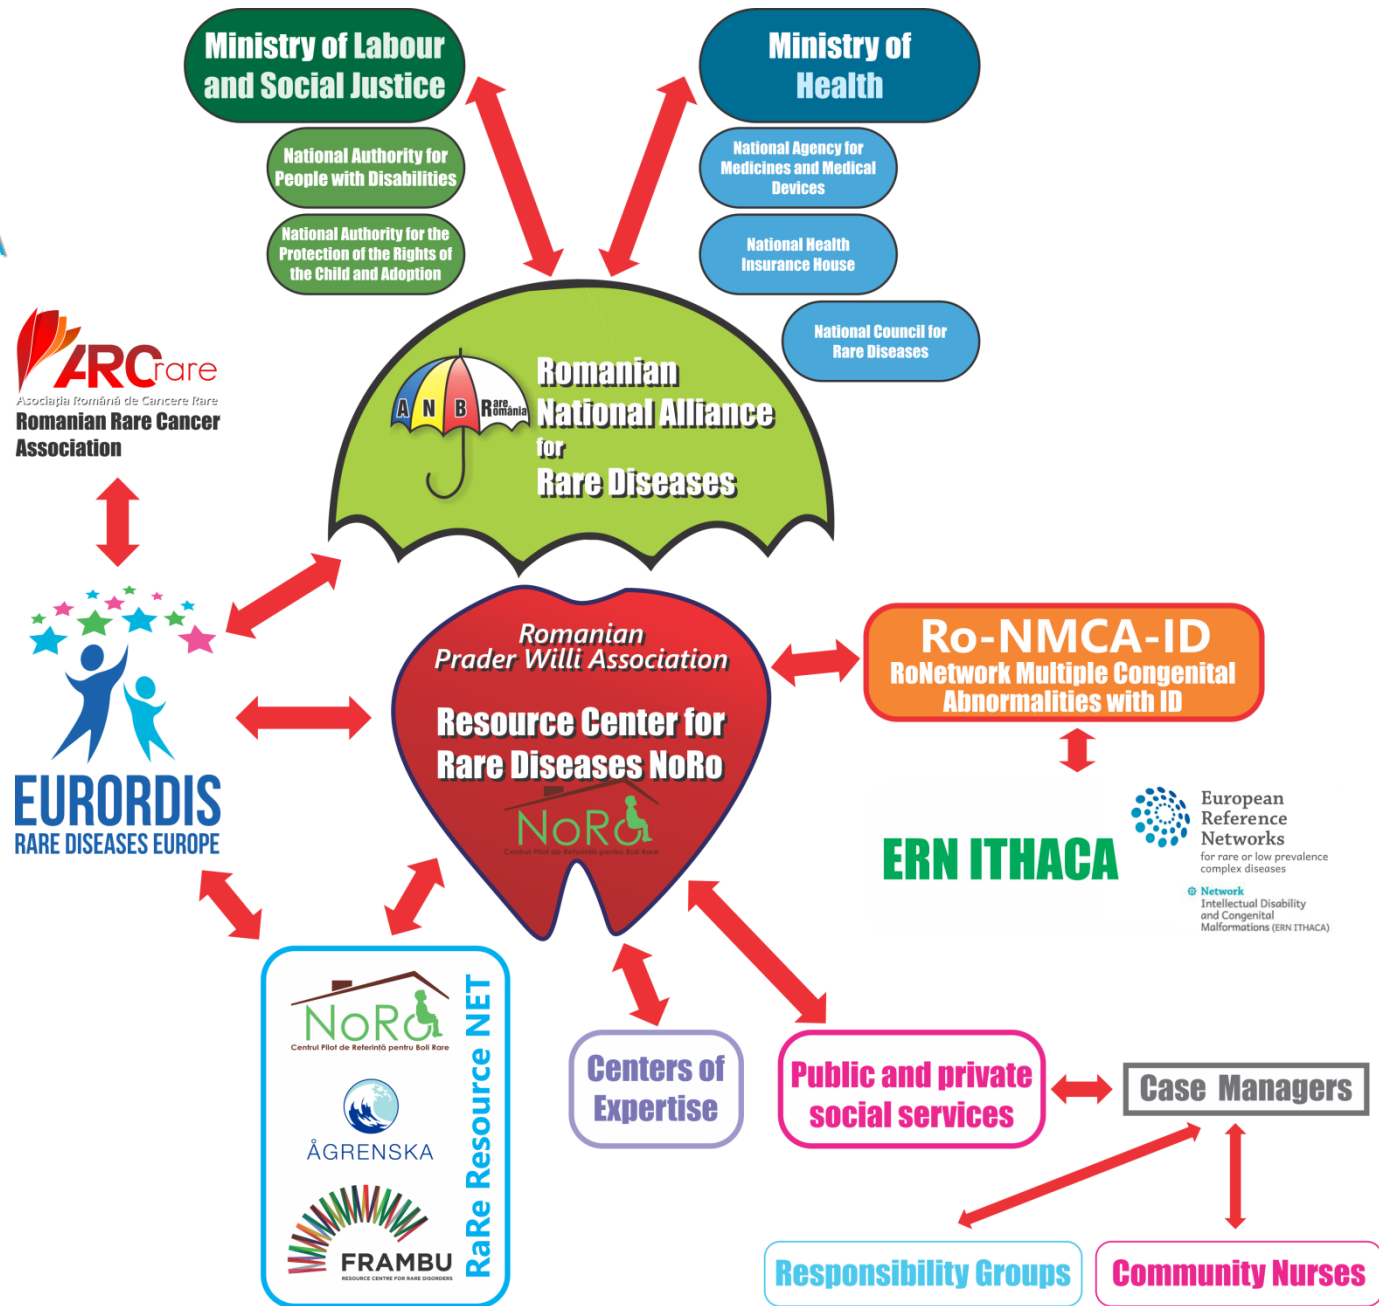 Ministry of Labour
and Social Justice
Ministry of
Health
National Authority for
People with Disabilities
National Agency for
Medicines and Medical
Devices
National Authority for the
Protection of the Rights of
the Child and Adoption
National Health
Insurance House
National Council for
Rare Diseases
ARCrare
Asociația Română de Cancere Rare
Romanian Rare Cancer
Association
A N B Rare România
Romanian
National Alliance
for
Rare Diseases
Romanian
Prader Willi Association
Resource Center for
Rare Diseases NoRo
NoRo
Centrul Pilot de Referință pentru Boli Rare
Ro-NMCA-ID
RoNetwork Multiple Congenital
Abnormalities with ID
EURORDIS
RARE DISEASES EUROPE
ERN ITHACA
European
Reference
Networks
for rare or low prevalence
complex diseases
Network
Intellectual Disability
and Congenital
Malformations (ERN ITHACA)
NoRo
Centrul Pilot de Referință pentru Boli Rare
ÅGRENSKA
FRAMBU
RESOURCE CENTRE FOR RARE DISORDERS
RaRe Resource NET
Centers of
Expertise
Public and private
social services
Case Managers
Responsibility Groups
Community Nurses